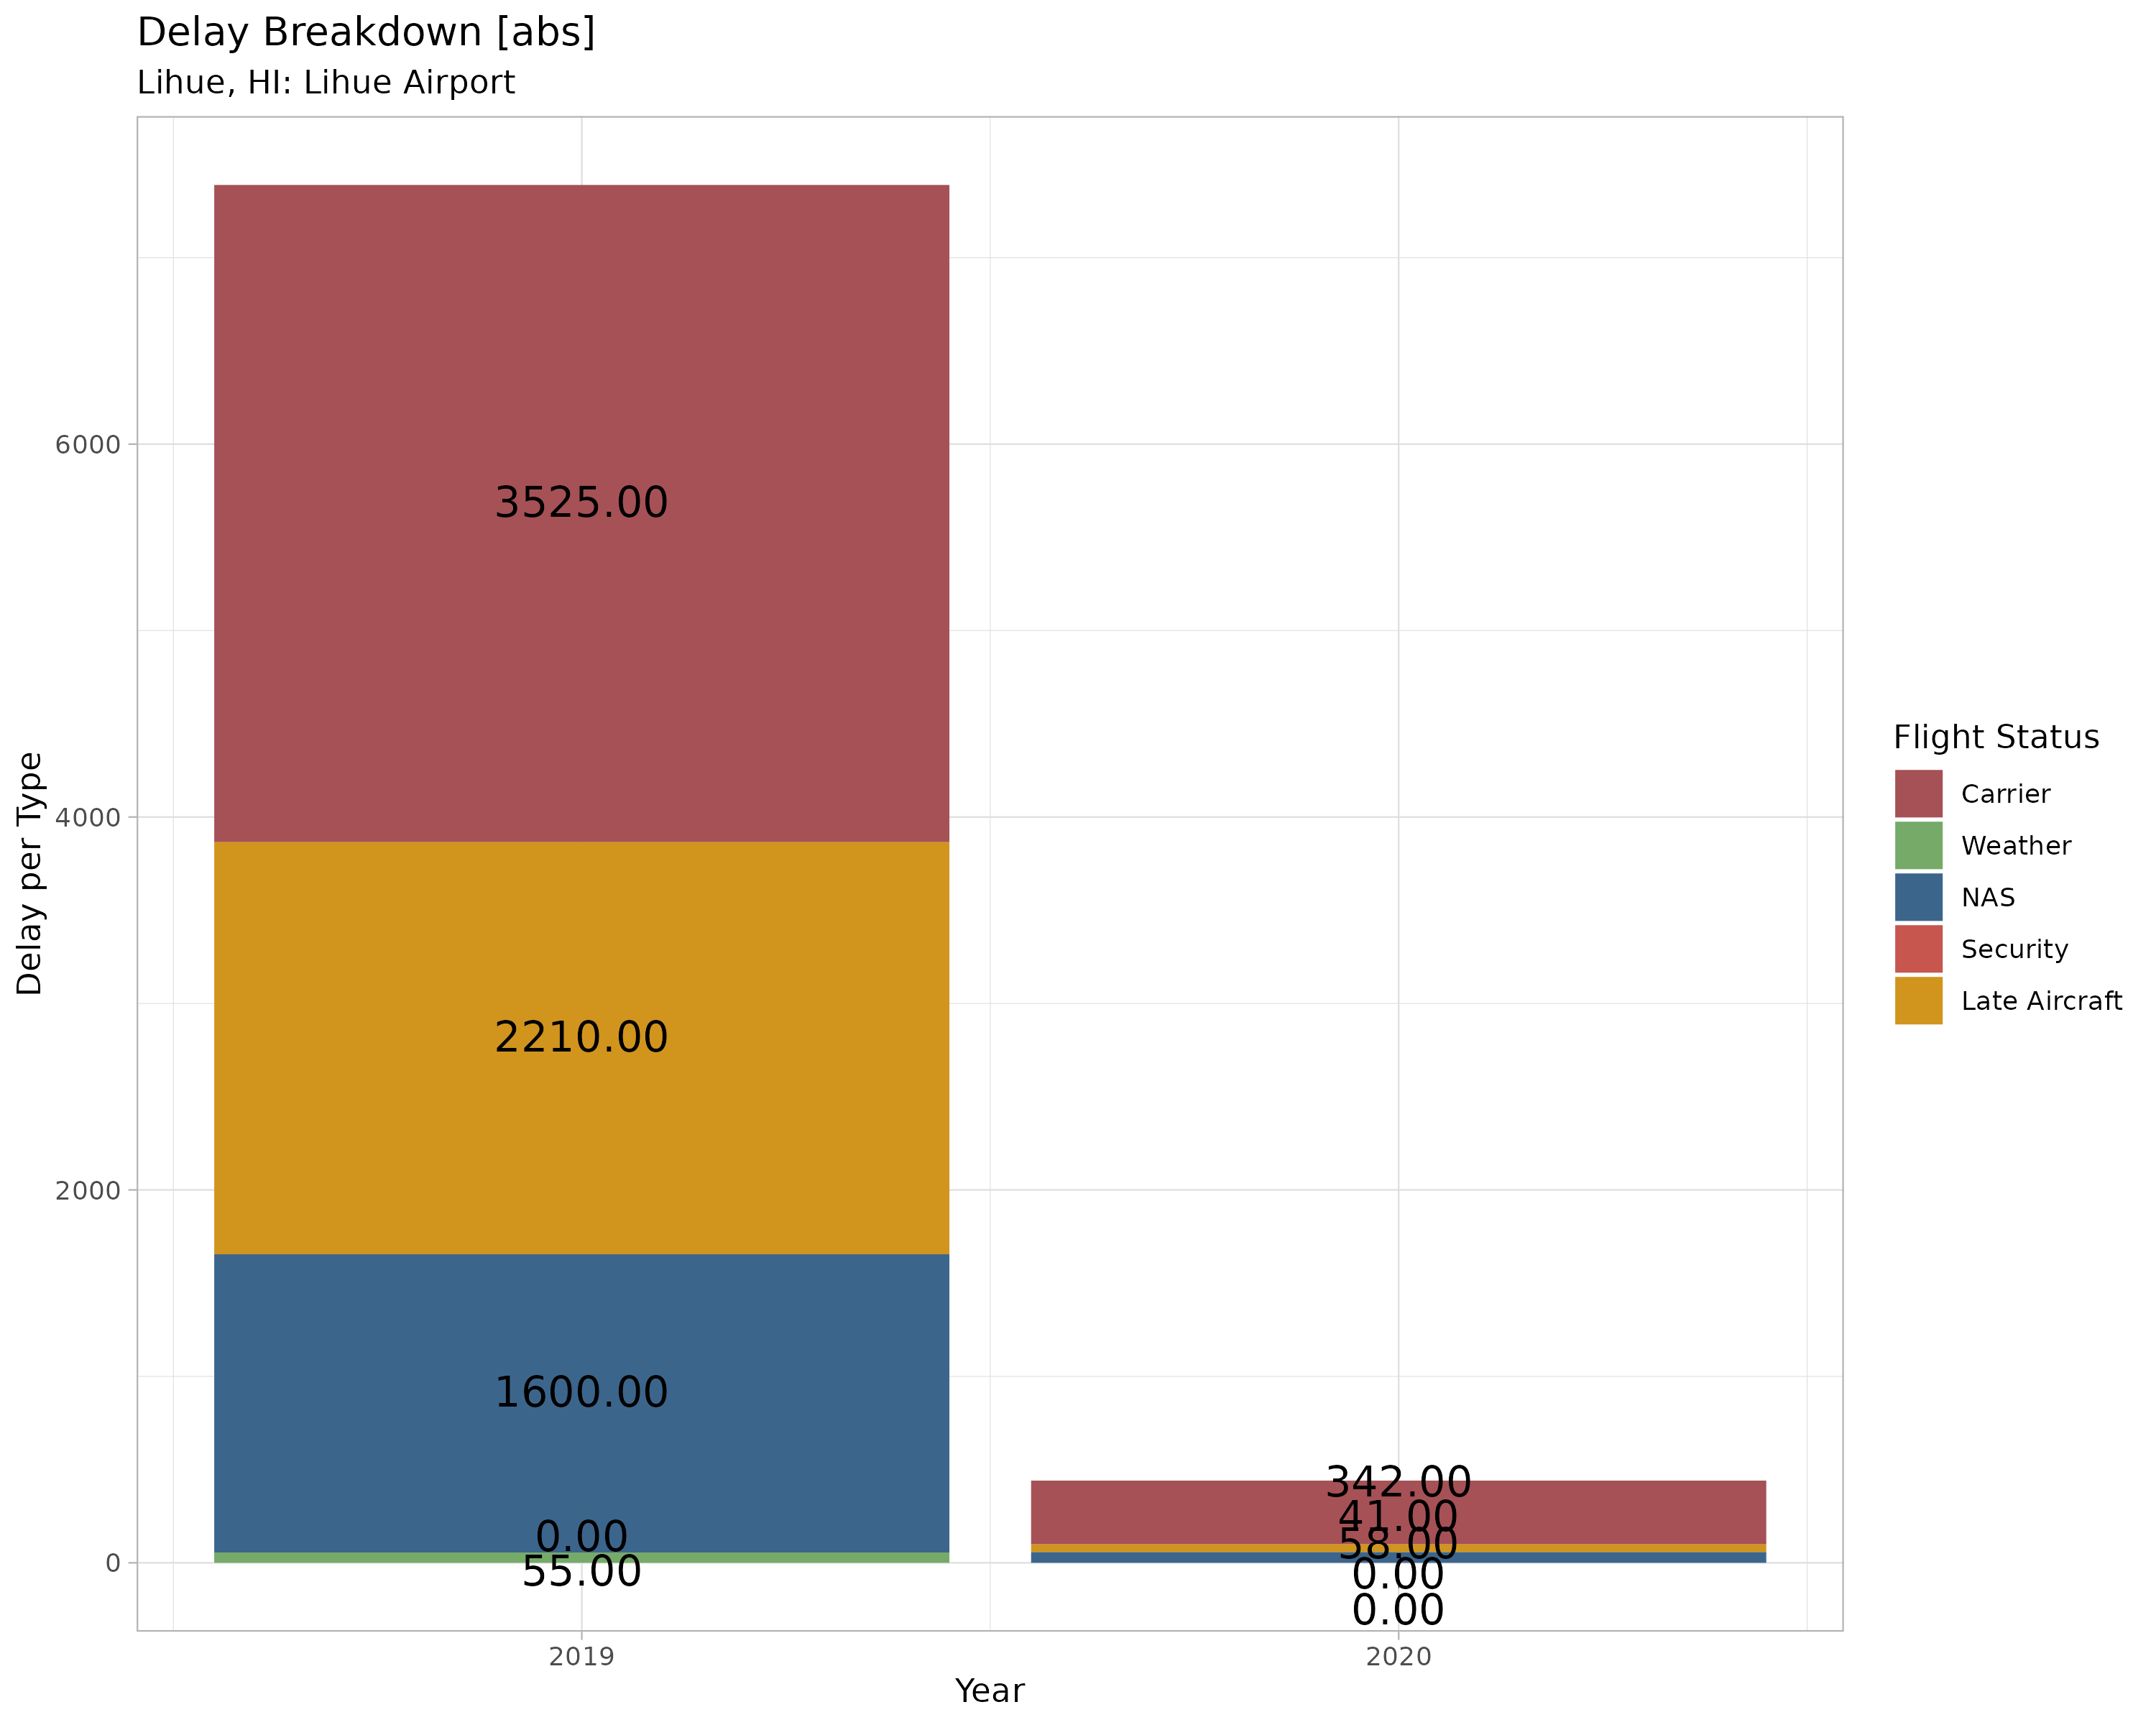 Delay Breakdown [abs]
Lihue, HI: Lihue Airport
Delay per Type
6000
4000
2000
0
3525.00
2210.00
1600.00
0.00
55.00
342.00
41.00
58.00
0.00
0.00
2019
2020
Year
Flight Status
Carrier
Weather
NAS
Security
Late Aircraft